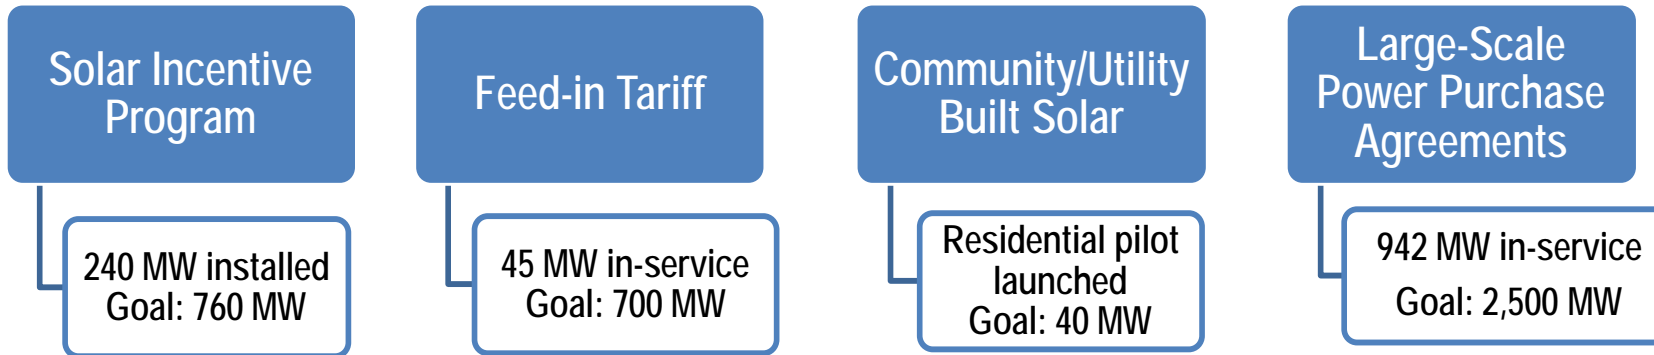 Solar Incentive
Program
240 MW installed
Goal: 760 MW
Feed-in Tariff
45 MW in-service
Goal: 700 MW
Community/Utility
Built Solar
Residential pilot
launched
Goal: 40 MW
Large-Scale
Power Purchase
Agreements
942 MW in-service
Goal: 2,500 MW